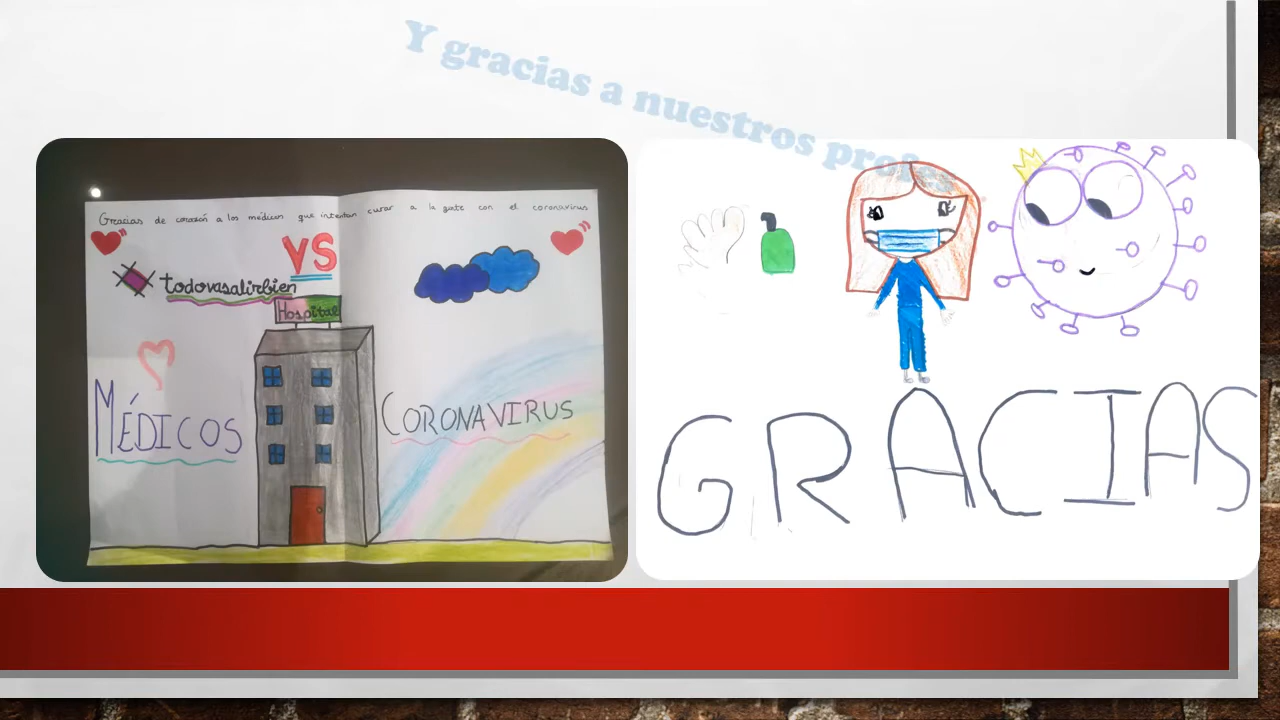 Y gracias a nuestros
Gracias de corazón a los médicos que intentan curar a la gente con el coronavirus
VS
#todovasalirbien
Hospital
MÉDICOS
CORONAVIRUS
GRACIAS